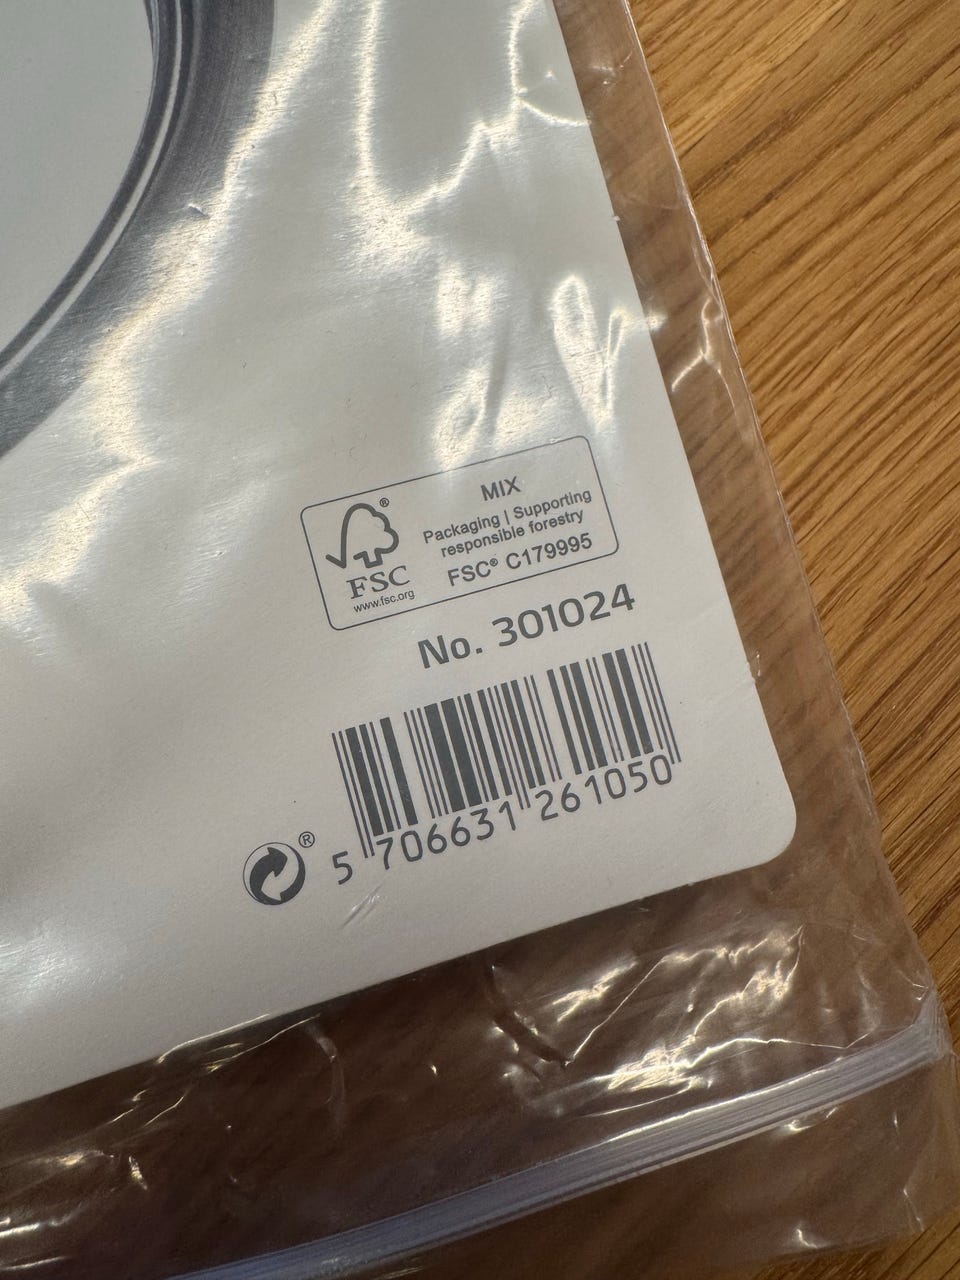 FSC®
www.fsc.org
MIX
Packaging | Supporting
responsible forestry
FSC® C179995
No. 301024
5 706631 261050
®